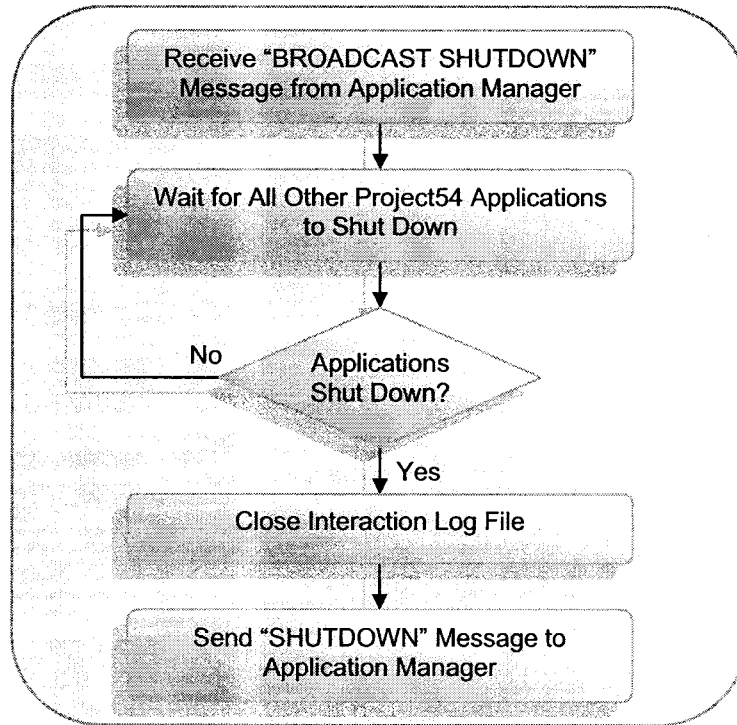 Receive “BROADCAST SHUTDOWN”
Message from Application Manager
Wait for All Other Project54 Applications
to Shut Down
No
Applications
Shut Down?
Yes
Close Interaction Log File
Send “SHUTDOWN” Message to
Application Manager